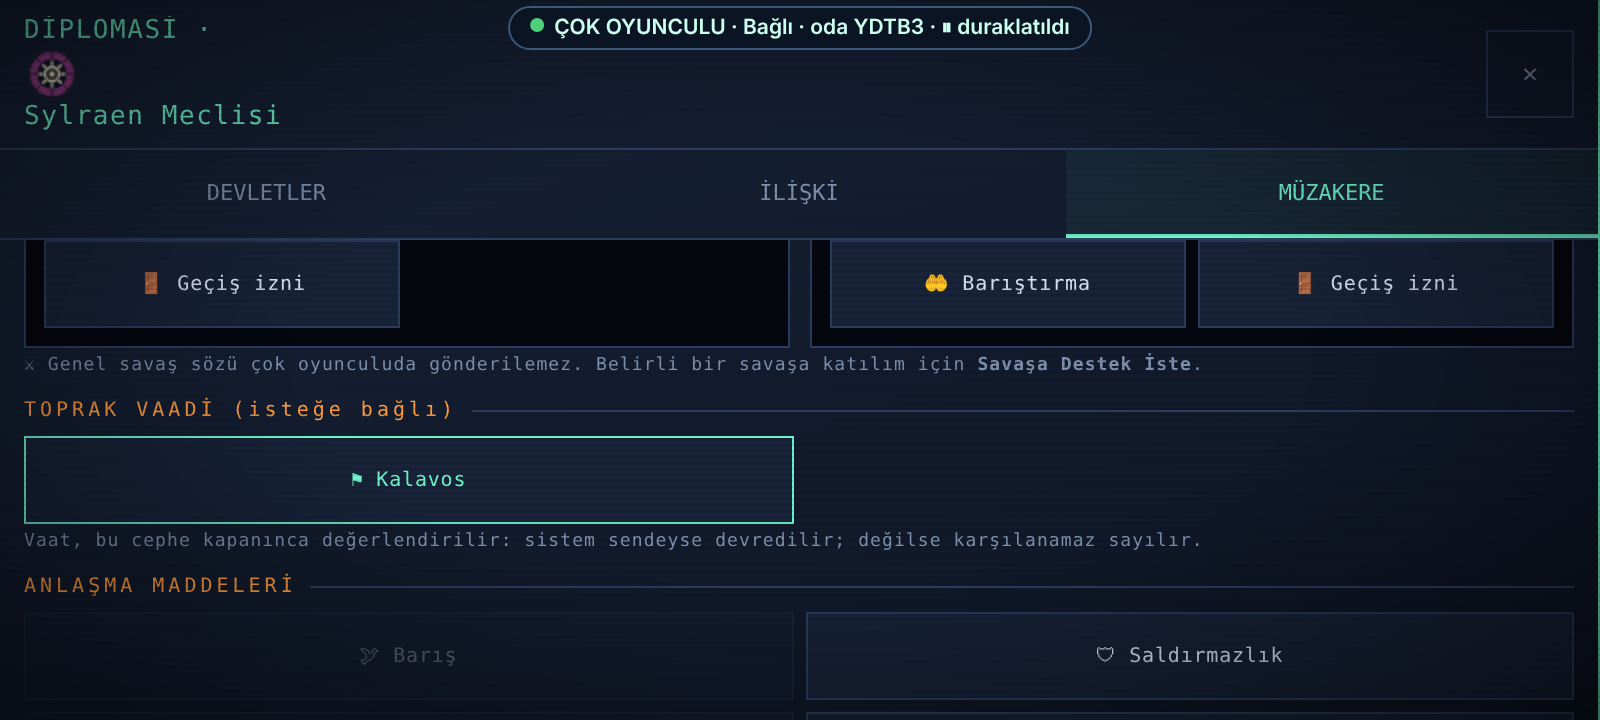 DİPLOMASİ ·
ÇOK OYUNCULU · Bağlı · oda YDTB3 · ⏸ duraklatıldı
×
Sylraen Meclisi
DEVLETLER
İLİŞKİ
MÜZAKERE
🚪 Geçiş izni
🤲 Barıştırma
🚪 Geçiş izni
⚔ Genel savaş sözü çok oyunculuda gönderilemez. Belirli bir savaşa katılım için Savaşa Destek İste.
TOPRAK VAADİ (isteğe bağlı)
⚑ Kalavos
Vaat, bu cephe kapanınca değerlendirilir: sistem sendeyse devredilir; değilse karşılanamaz sayılır.
ANLAŞMA MADDELERİ
🕊 Barış
🛡 Saldırmazlık